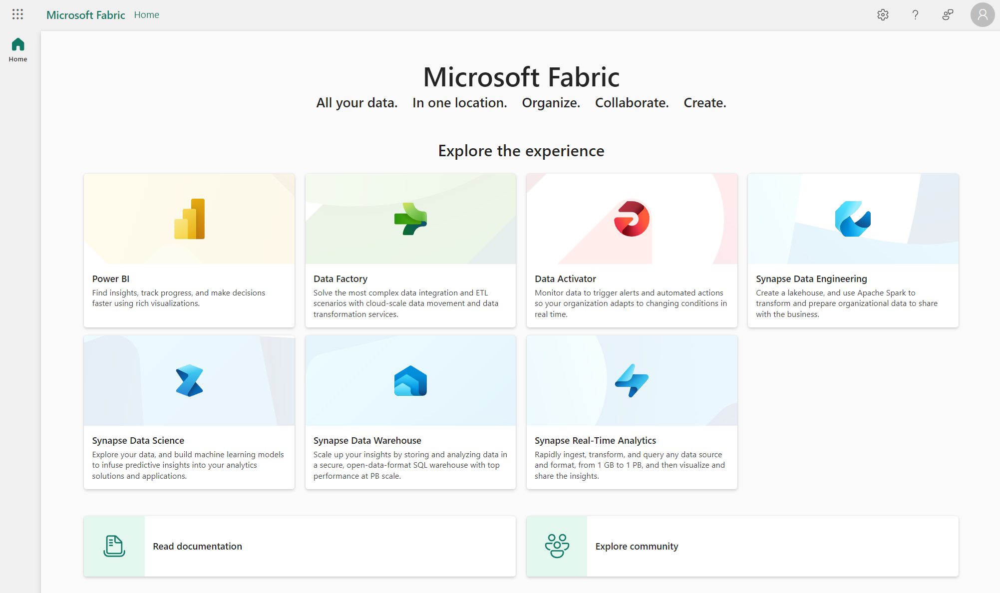 Microsoft Fabric Home
Home
Microsoft Fabric
All your data. In one location. Organize. Collaborate. Create.
Explore the experience
Power BI
Find insights, track progress, and make decisions
faster using rich visualizations.
Data Factory
Solve the most complex data integration and ETL
scenarios with cloud-scale data movement and data
transformation services.
Data Activator
Monitor data to trigger alerts and automated actions
so your organization adapts to changing conditions in
real time.
Synapse Data Engineering
Create a lakehouse, and use Apache Spark to
transform and prepare organizational data to share
with the business.
Synapse Data Science
Explore your data, and build machine learning models
to infuse predictive insights into your analytics
solutions and applications.
Synapse Data Warehouse
Scale up your insights by storing and analyzing data in
a secure, open-data-format SQL warehouse with top
performance at PB scale.
Synapse Real-Time Analytics
Rapidly ingest, transform, and query any data source
and format, from 1 GB to 1 PB, and then visualize and
share the insights.
Read documentation
Explore community